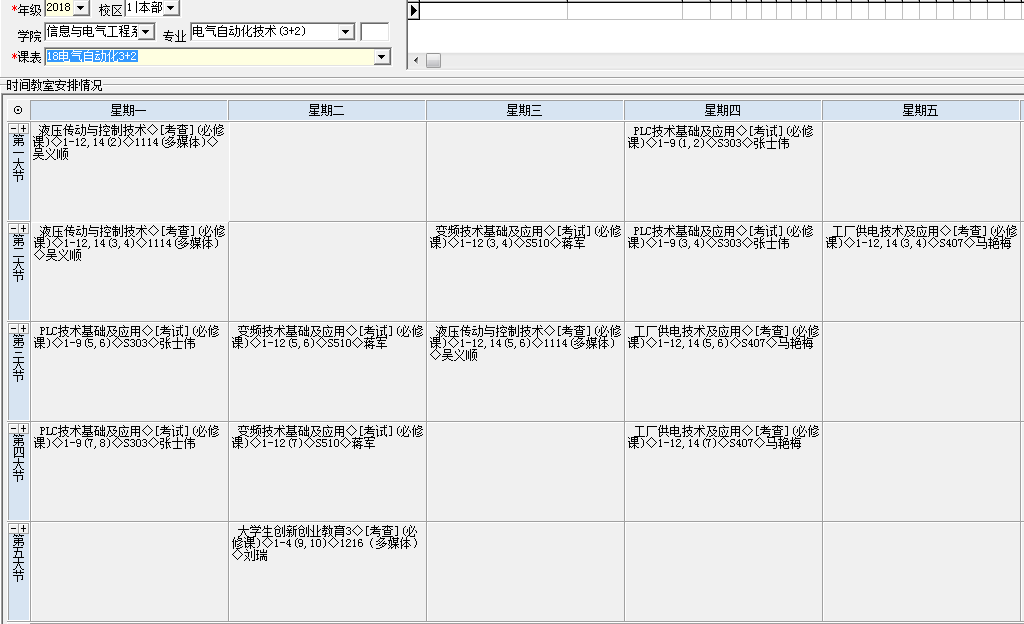 *年级 2018 校区 1|本部
学院 信息与电气工程系 专业 电气自动化技术(3+2)
*课表 18电气自动化3+2
时间教室安排情况
星期一 星期二 星期三 星期四 星期五
第一大节
液压传动与控制技术◇[考查](必修
课)◇1-12,14(2)◇1114(多媒体)◇
吴义顺
PLC技术基础及应用◇[考试](必修
课)◇1-9(1,2)◇S303◇张士伟
第二大节
液压传动与控制技术◇[考查](必修
课)◇1-12,14(3,4)◇1114(多媒体)
◇吴义顺
变频技术基础及应用◇[考试](必修
课)◇1-12(3,4)◇S510◇蒋军
PLC技术基础及应用◇[考试](必修
课)◇1-9(3,4)◇S303◇张士伟
工厂供电技术及应用◇[考查](必修
课)◇1-12,14(3,4)◇S407◇马艳梅
第三大节
PLC技术基础及应用◇[考试](必修
课)◇1-9(5,6)◇S303◇张士伟
变频技术基础及应用◇[考试](必修
课)◇1-12(5,6)◇S510◇蒋军
液压传动与控制技术◇[考查](必修
课)◇1-12,14(5,6)◇1114(多媒体)
◇吴义顺
工厂供电技术及应用◇[考查](必修
课)◇1-12,14(5,6)◇S407◇马艳梅
第四大节
PLC技术基础及应用◇[考试](必修
课)◇1-9(7,8)◇S303◇张士伟
变频技术基础及应用◇[考试](必修
课)◇1-12(7)◇S510◇蒋军
工厂供电技术及应用◇[考查](必修
课)◇1-12,14(7)◇S407◇马艳梅
第五大节
大学生创新创业教育3◇[考查](必
修课)◇1-4(9,10)◇1216（多媒体）
◇刘瑞